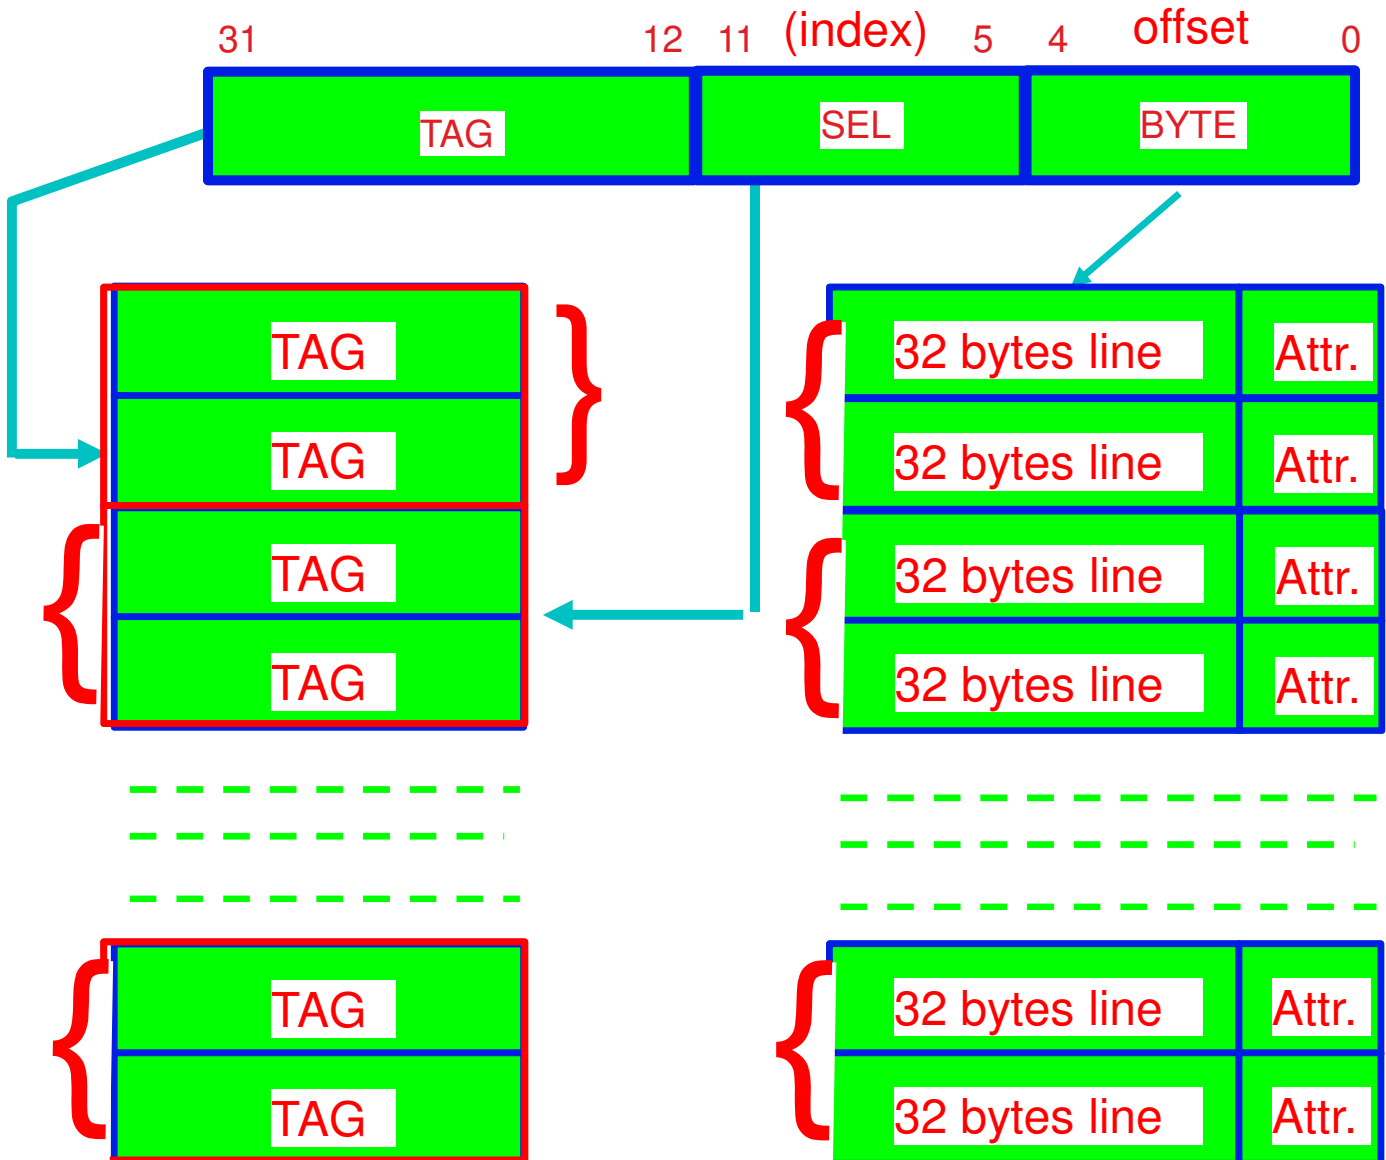 31 12 11 (index) 5 4 offset 0
TAG SEL BYTE
TAG 32 bytes line Attr.
TAG 32 bytes line Attr.
TAG 32 bytes line Attr.
TAG 32 bytes line Attr.
TAG 32 bytes line Attr.
TAG 32 bytes line Attr.